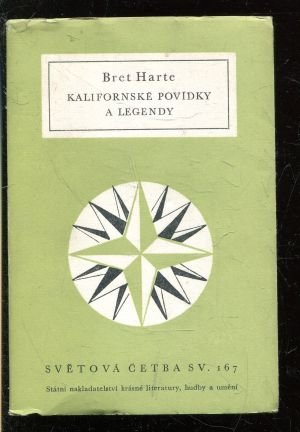 Bret Harte
KALIFORNSKÉ POVÍDKY
A LEGENDY
SVĚTOVÁ ČETBA SV. 167
Státní nakladatelství krásné literatury, hudby a umění